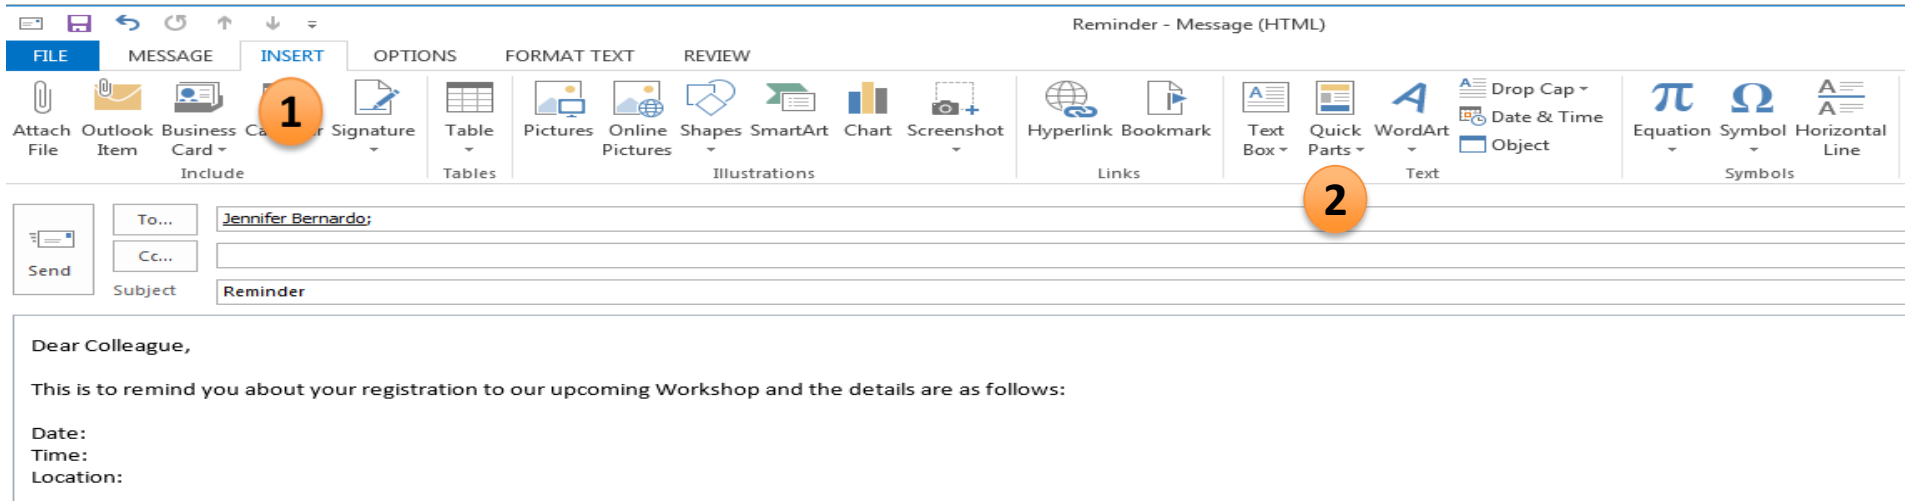 Reminder - Message (HTML)
FILE MESSAGE INSERT OPTIONS FORMAT TEXT REVIEW
1
Attach File
Outlook Item
Business Card
Signature
Include
Table
Tables
Pictures
Online Pictures
Shapes
SmartArt
Chart
Screenshot
Illustrations
Hyperlink
Bookmark
Links
Text Box
Quick Parts
WordArt
Drop Cap
Date & Time
Object
Text
Equation
Symbol
Horizontal Line
Symbols
2
Send
To... Jennifer Bernardo;
Cc...
Subject Reminder
Dear Colleague,
This is to remind you about your registration to our upcoming Workshop and the details are as follows:
Date:
Time:
Location: